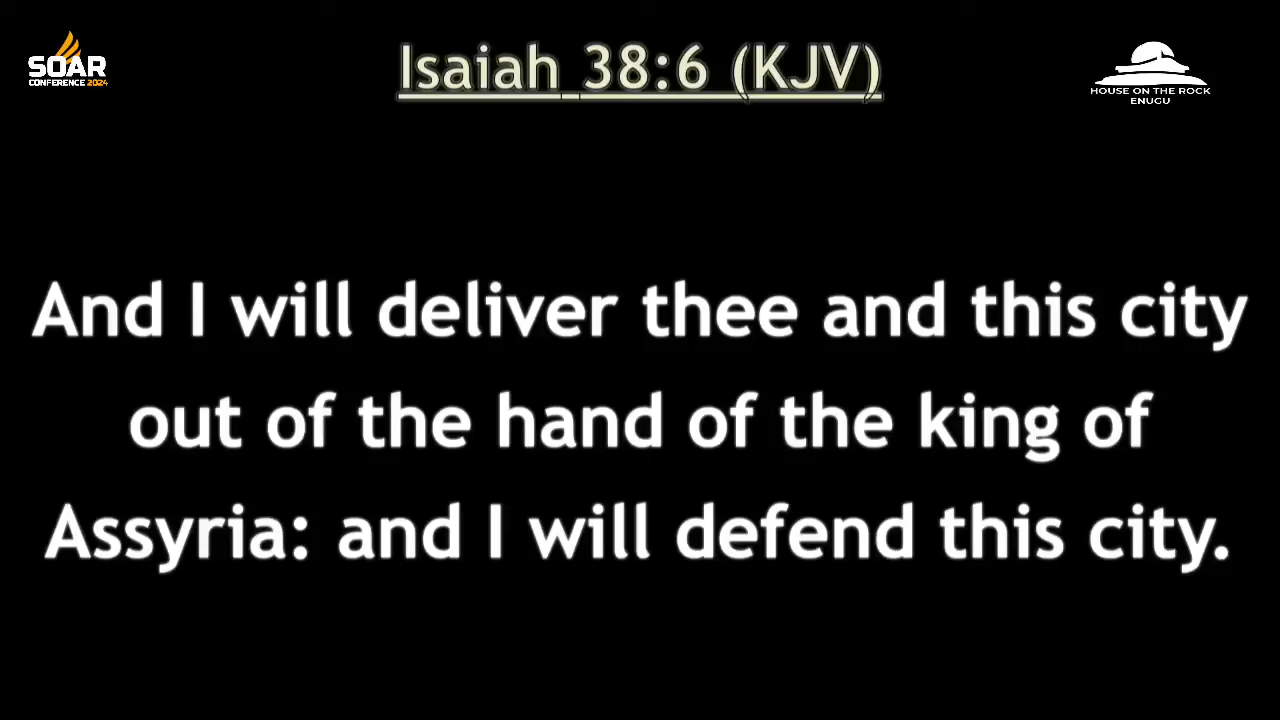 SOAR
CONFERENCE 2024
Isaiah 38:6 (KJV)
HOUSE ON THE ROCK
ENUGU
And I will deliver thee and this city
out of the hand of the king of
Assyria: and I will defend this city.